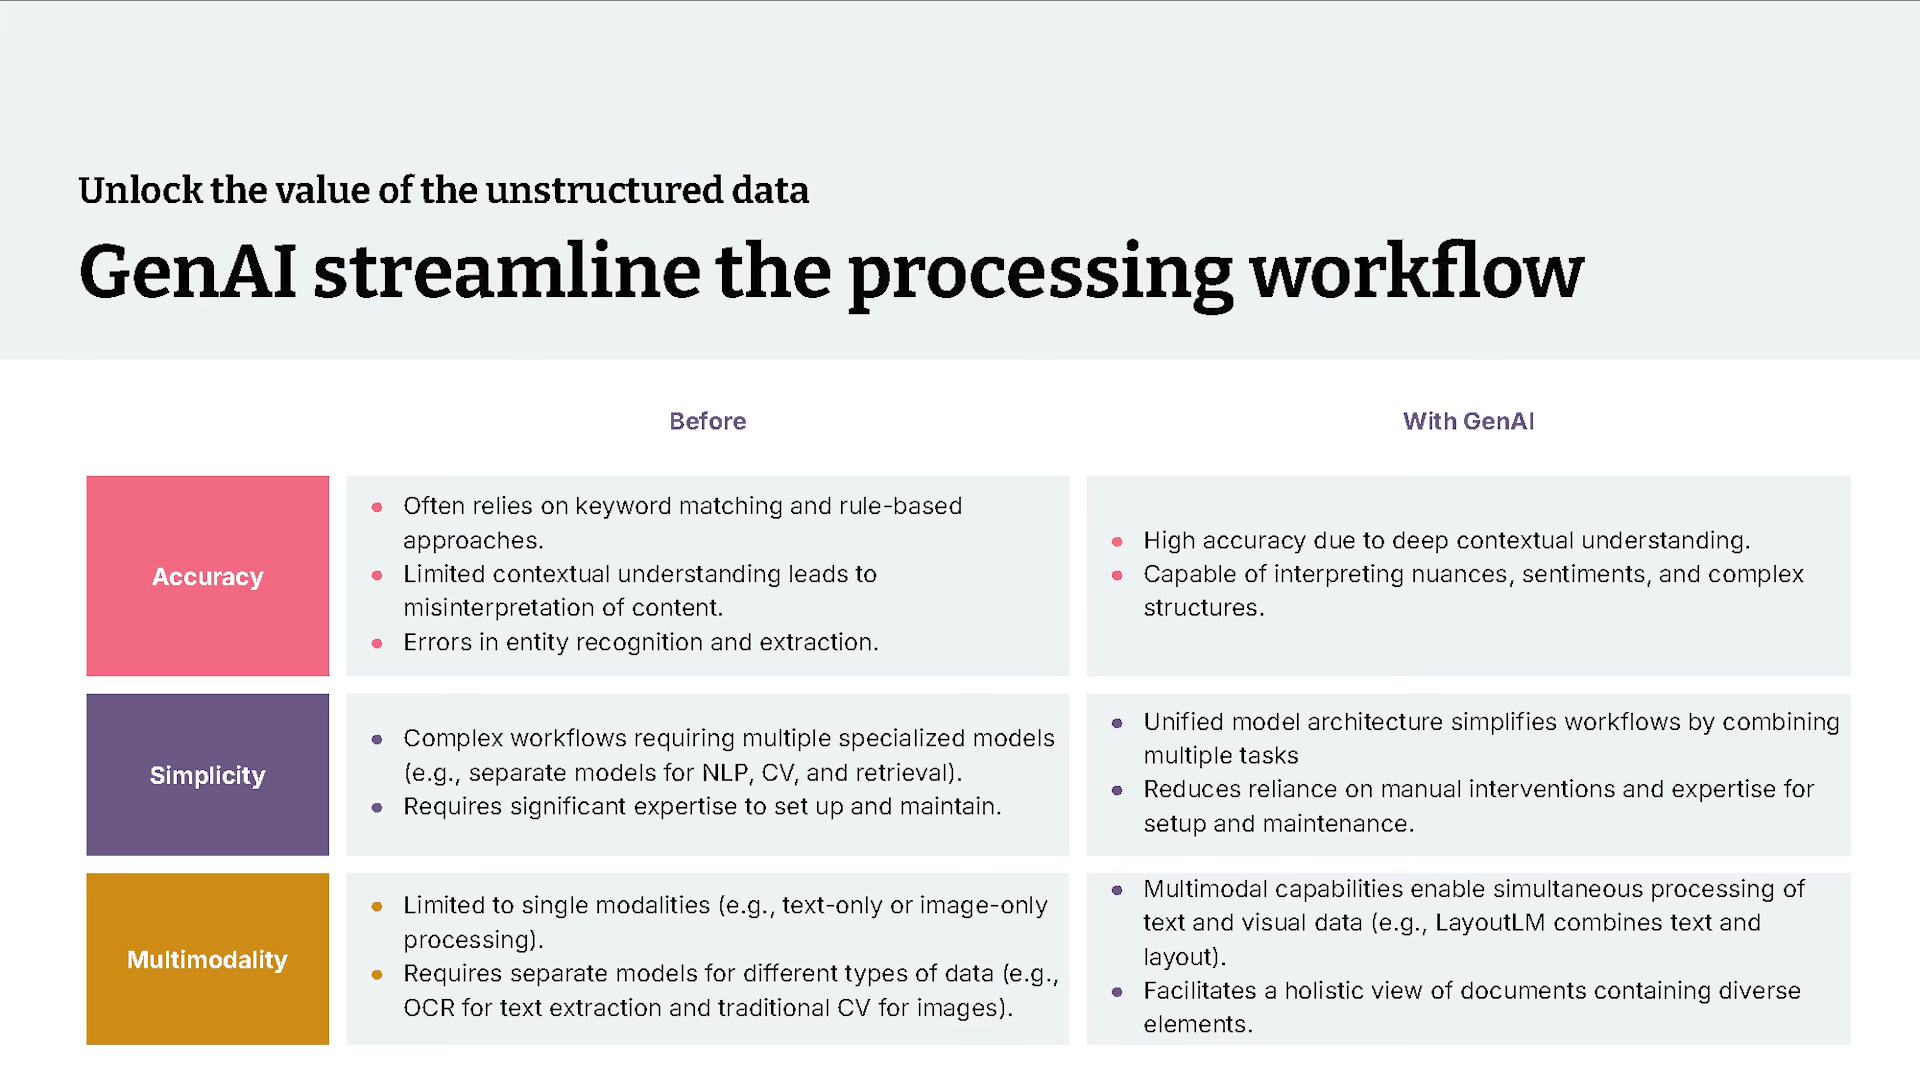 Unlock the value of the unstructured data
GenAI streamline the processing workflow
Before
With GenAI
Accuracy
• Often relies on keyword matching and rule-based
approaches.
• Limited contextual understanding leads to
misinterpretation of content.
• Errors in entity recognition and extraction.
• High accuracy due to deep contextual understanding.
• Capable of interpreting nuances, sentiments, and complex
structures.
Simplicity
• Complex workflows requiring multiple specialized models
(e.g., separate models for NLP, CV, and retrieval).
• Requires significant expertise to set up and maintain.
• Unified model architecture simplifies workflows by combining
multiple tasks
• Reduces reliance on manual interventions and expertise for
setup and maintenance.
Multimodality
• Limited to single modalities (e.g., text-only or image-only
processing).
• Requires separate models for different types of data (e.g.,
OCR for text extraction and traditional CV for images).
• Multimodal capabilities enable simultaneous processing of
text and visual data (e.g., LayoutLM combines text and
layout).
• Facilitates a holistic view of documents containing diverse
elements.